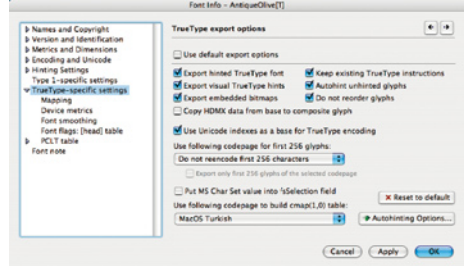 Font Info - AntiqueOlive[T]
Names and Copyright
Version and Identification
Metrics and Dimensions
Encoding and Unicode
Hinting Settings
Type 1-specific settings
TrueType-specific settings
Mapping
Device metrics
Font smoothing
Font flags: [head] table
PCLT table
Font note
TrueType export options
Use default export options
Export hinted TrueType font
Keep existing TrueType instructions
Export visual TrueType hints
Autohint unhinted glyphs
Export embedded bitmaps
Do not reorder glyphs
Copy HDMX data from base to composite glyph
Use Unicode indexes as a base for TrueType encoding
Use following codepage for first 256 glyphs:
Do not reencode first 256 characters
Export only first 256 glyphs of the selected codepage
Put MS Char Set value into fsSelection field
Reset to default
Use following codepage to build cmap(1,0) table:
MacOS Turkish
Autohinting Options...
Cancel
Apply
OK